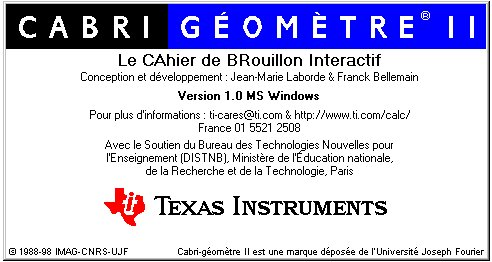 CABRI GÉOMÈTRE® II
Le CAhier de BRouillon Interactif
Conception et développement : Jean-Marie Laborde & Franck Bellemain
Version 1.0 MS Windows
Pour plus d'informations : ti-cares@ti.com & http://www.ti.com/calc/
France 01 5521 2508
Avec le Soutien du Bureau des Technologies Nouvelles pour
l'Enseignement (DISTNB), Ministère de l'Éducation nationale,
de la Recherche et de la Technologie, Paris
ti TEXAS INSTRUMENTS
© 1988-98 IMAG-CNRS-UJF Cabri-géomètre II est une marque déposée de l'Université Joseph Fourier